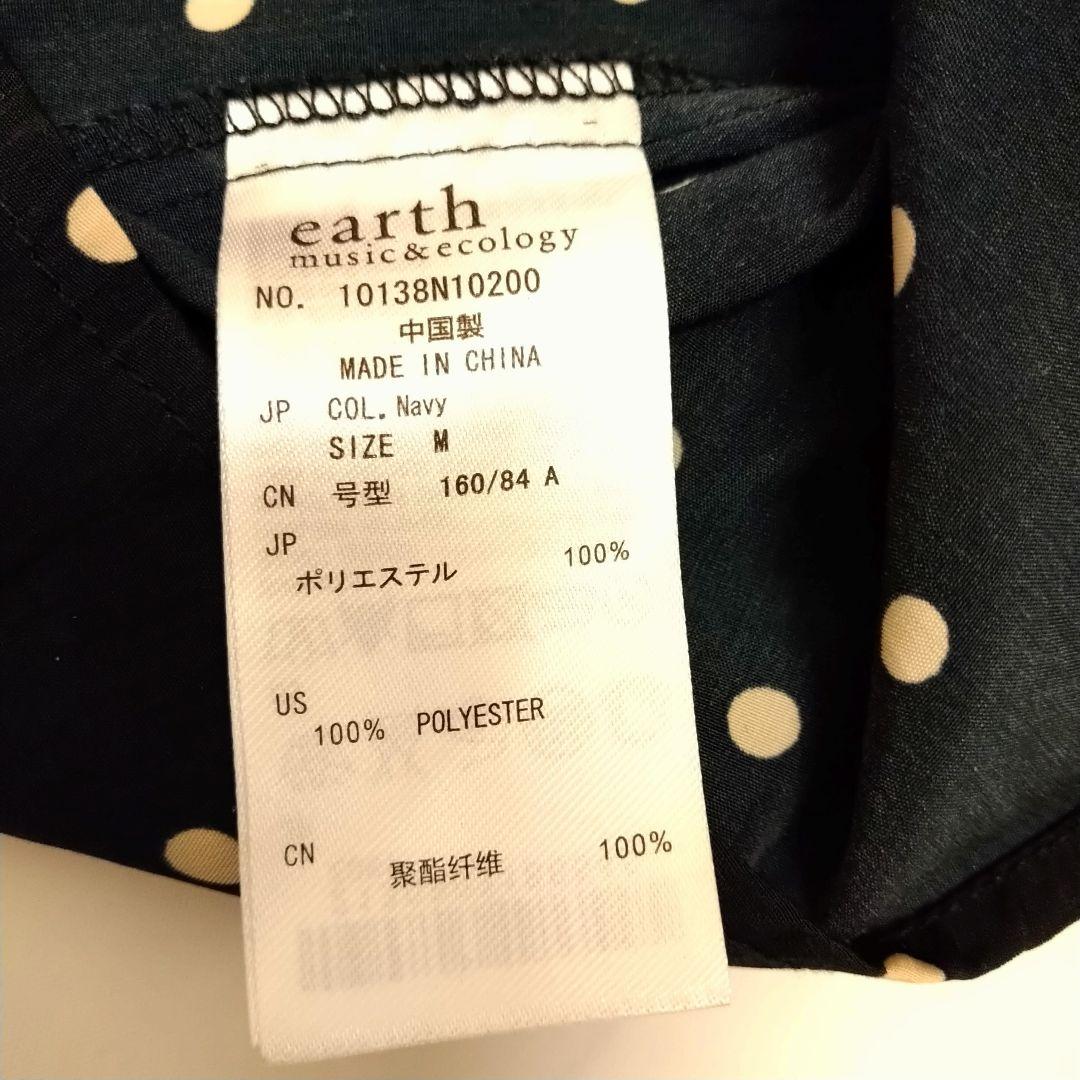 earth
music&ecology
NO. 10138N10200
中国製
MADE IN CHINA
JP COL. Navy
SIZE M
CN 号型 160/84 A
JP
ポリエステル 100%
US
100% POLYESTER
CN
聚酯纤维 100%